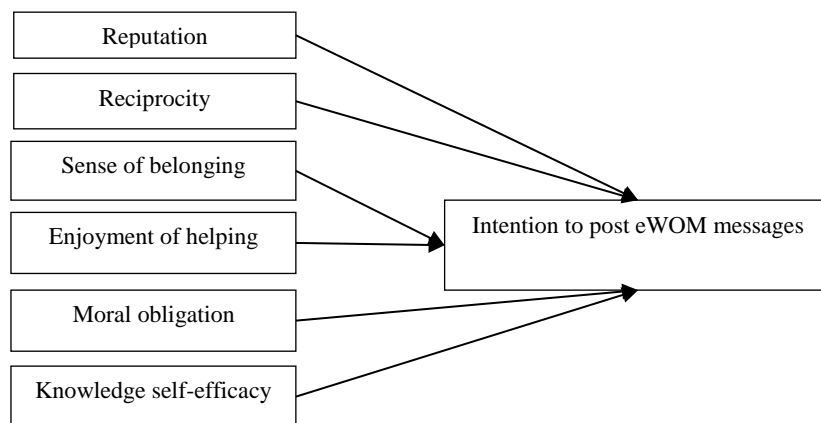 Reputation
Reciprocity
Sense of belonging
Enjoyment of helping
Intention to post eWOM messages
Moral obligation
Knowledge self-efficacy